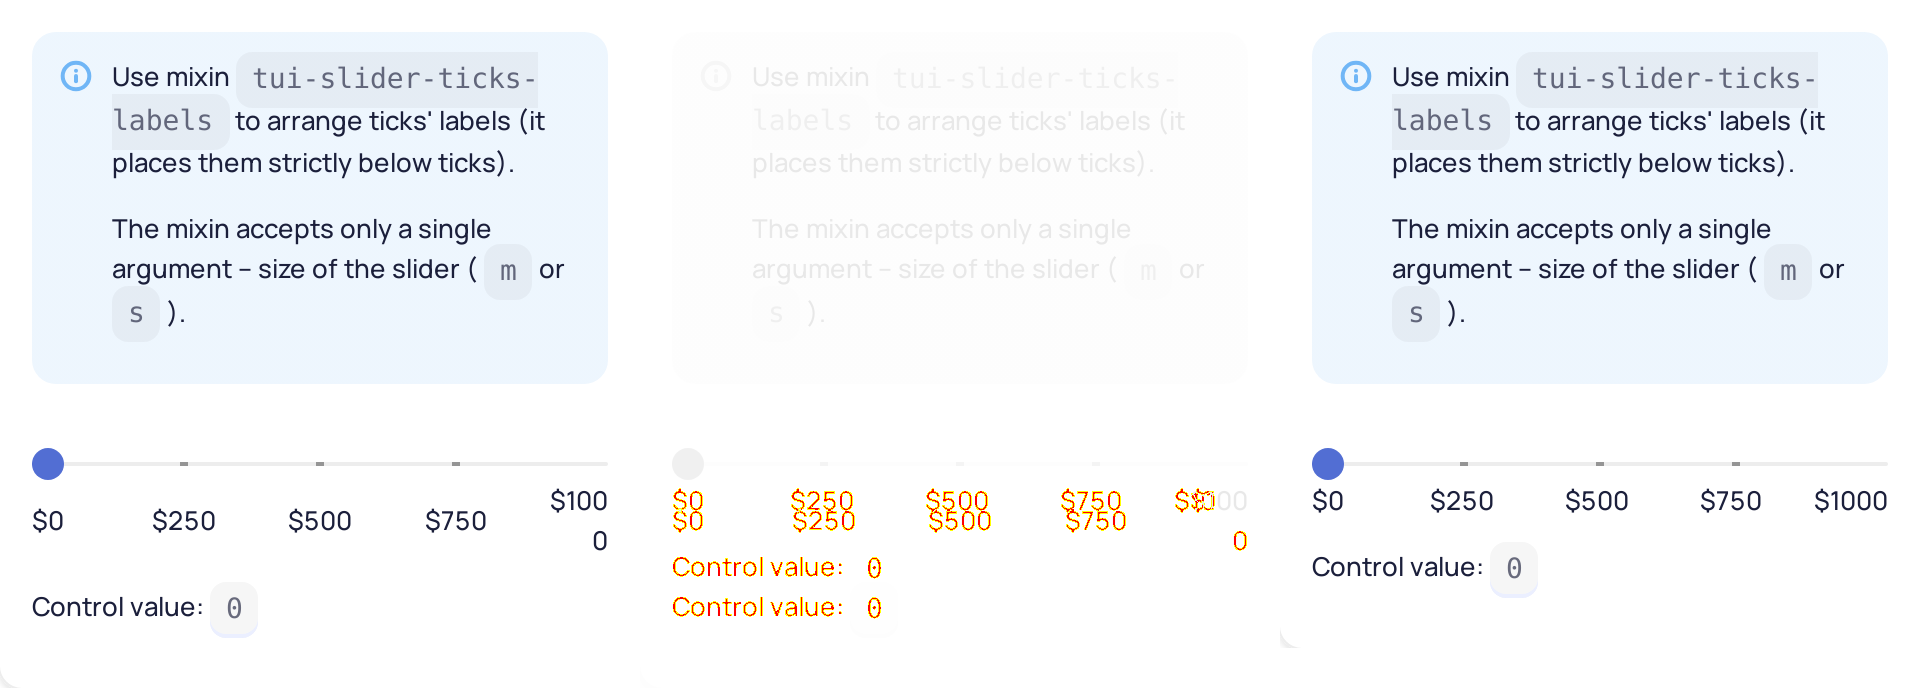 Use mixin tui-slider-ticks-
labels to arrange ticks' labels (it
places them strictly below ticks).
The mixin accepts only a single
argument – size of the slider ( m or
s ).
$100
$0 $250 $500 $750
0
Control value: 0
Use mixin tui-slider-ticks-
labels to arrange ticks' labels (it
places them strictly below ticks).
The mixin accepts only a single
argument – size of the slider ( m or
s ).
$0 $250 $500 $750 $100
$0 $250 $500 $750
0
Control value: 0
Control value: 0
Use mixin tui-slider-ticks-
labels to arrange ticks' labels (it
places them strictly below ticks).
The mixin accepts only a single
argument – size of the slider ( m or
s ).
$0 $250 $500 $750 $1000
Control value: 0